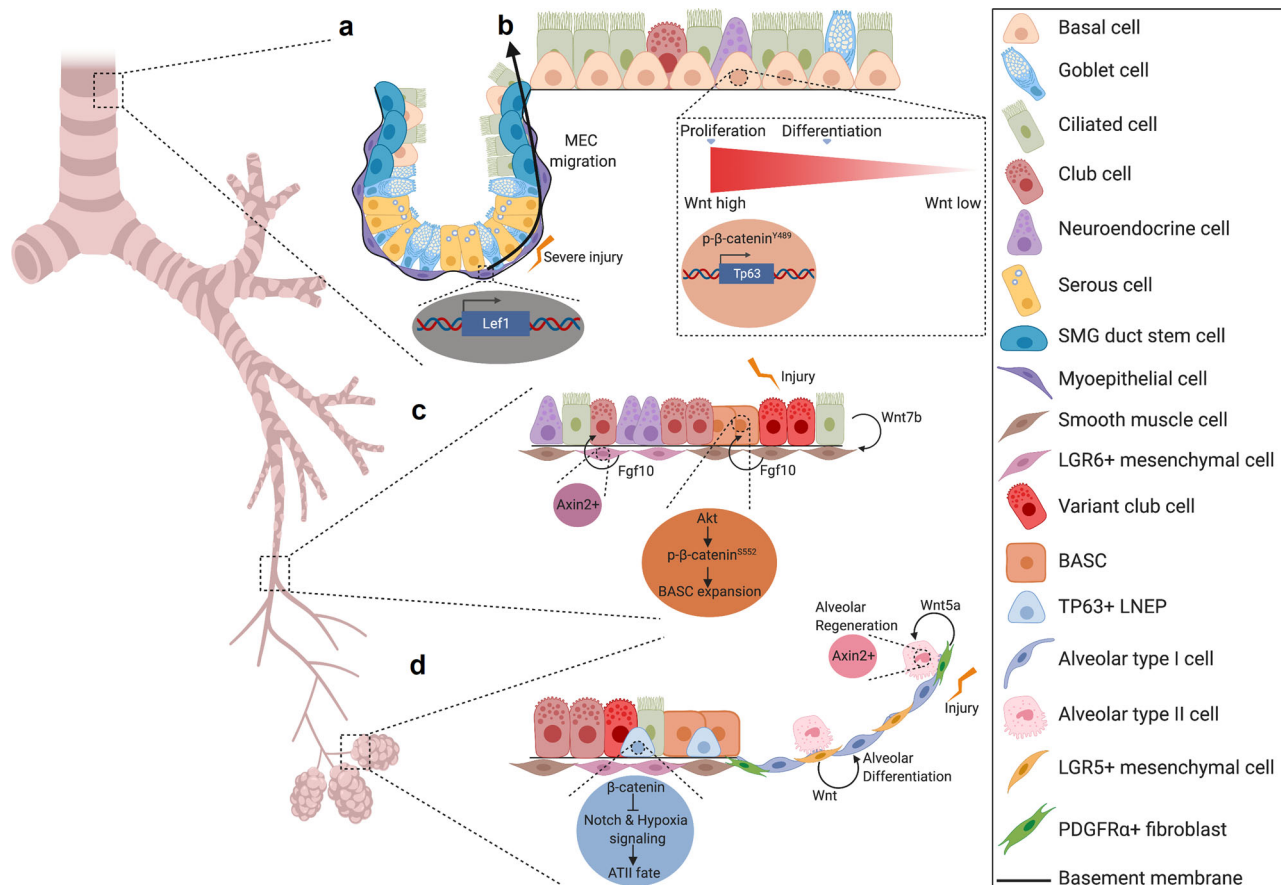 a
b
MEC
migration
Severe injury
Lef1
Proliferation
Differentiation
Wnt high
Wnt low
p-β-catenin^Y489
Tp63
c
Injury
Wnt7b
Fgf10
Fgf10
Axin2+
Akt
p-β-catenin^S552
BASC expansion
d
Alveolar
Regeneration
Wnt5a
Axin2+
Injury
Alveolar
Differentiation
Wnt
β-catenin
Notch & Hypoxia
signaling
ATII fate
Basal cell
Goblet cell
Ciliated cell
Club cell
Neuroendocrine cell
Serous cell
SMG duct stem cell
Myoepithelial cell
Smooth muscle cell
LGR6+ mesenchymal cell
Variant club cell
BASC
TP63+ LNEP
Alveolar type I cell
Alveolar type II cell
LGR5+ mesenchymal cell
PDGFRα+ fibroblast
Basement membrane